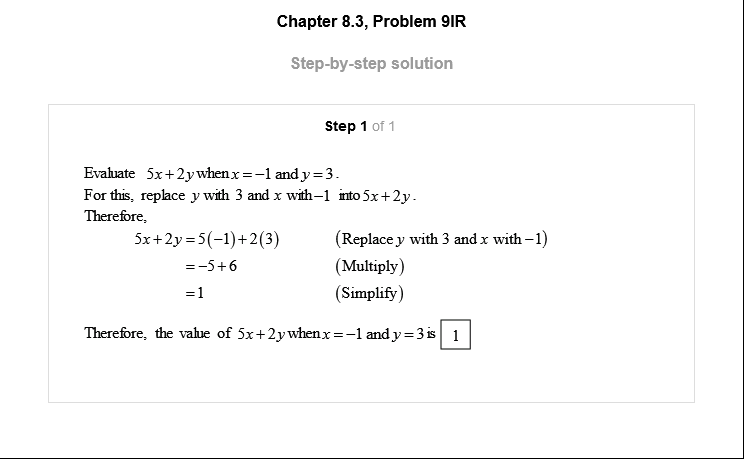 Chapter 8.3, Problem 9IR
Step-by-step solution
Step 1 of 1
Evaluate 5x+2y when x=−1 and y=3.
For this, replace y with 3 and x with −1 into 5x+2y.
Therefore,
5x+2y=5(−1)+2(3) (Replace y with 3 and x with −1)
=−5+6 (Multiply)
=1 (Simplify)
Therefore, the value of 5x+2y when x=−1 and y=3 is 1